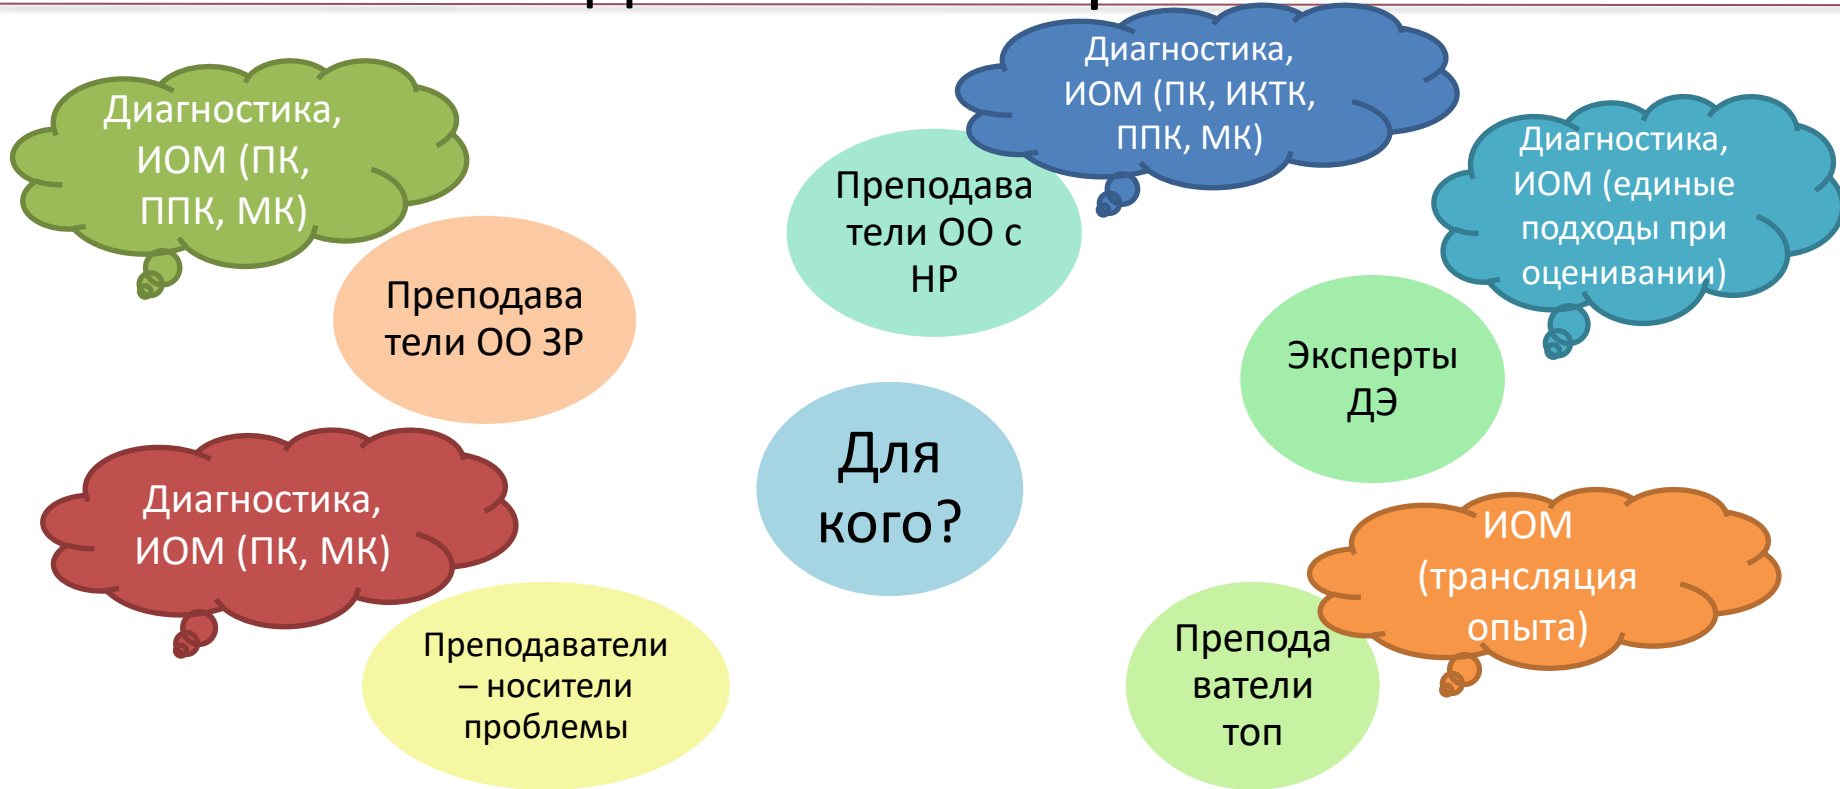 Диагностика,
ИОМ (ПК,
ППК, МК)
Преподава
тели ОО ЗР
Диагностика,
ИОМ (ПК, ИКТК,
ППК, МК)
Преподава
тели ОО с
НР
Диагностика,
ИОМ (единые
подходы при
оценивании)
Эксперты
ДЭ
Для
кого?
Диагностика,
ИОМ (ПК, МК)
Преподаватели
– носители
проблемы
ИОМ
(трансляция
опыта)
Препода
ватели
топ